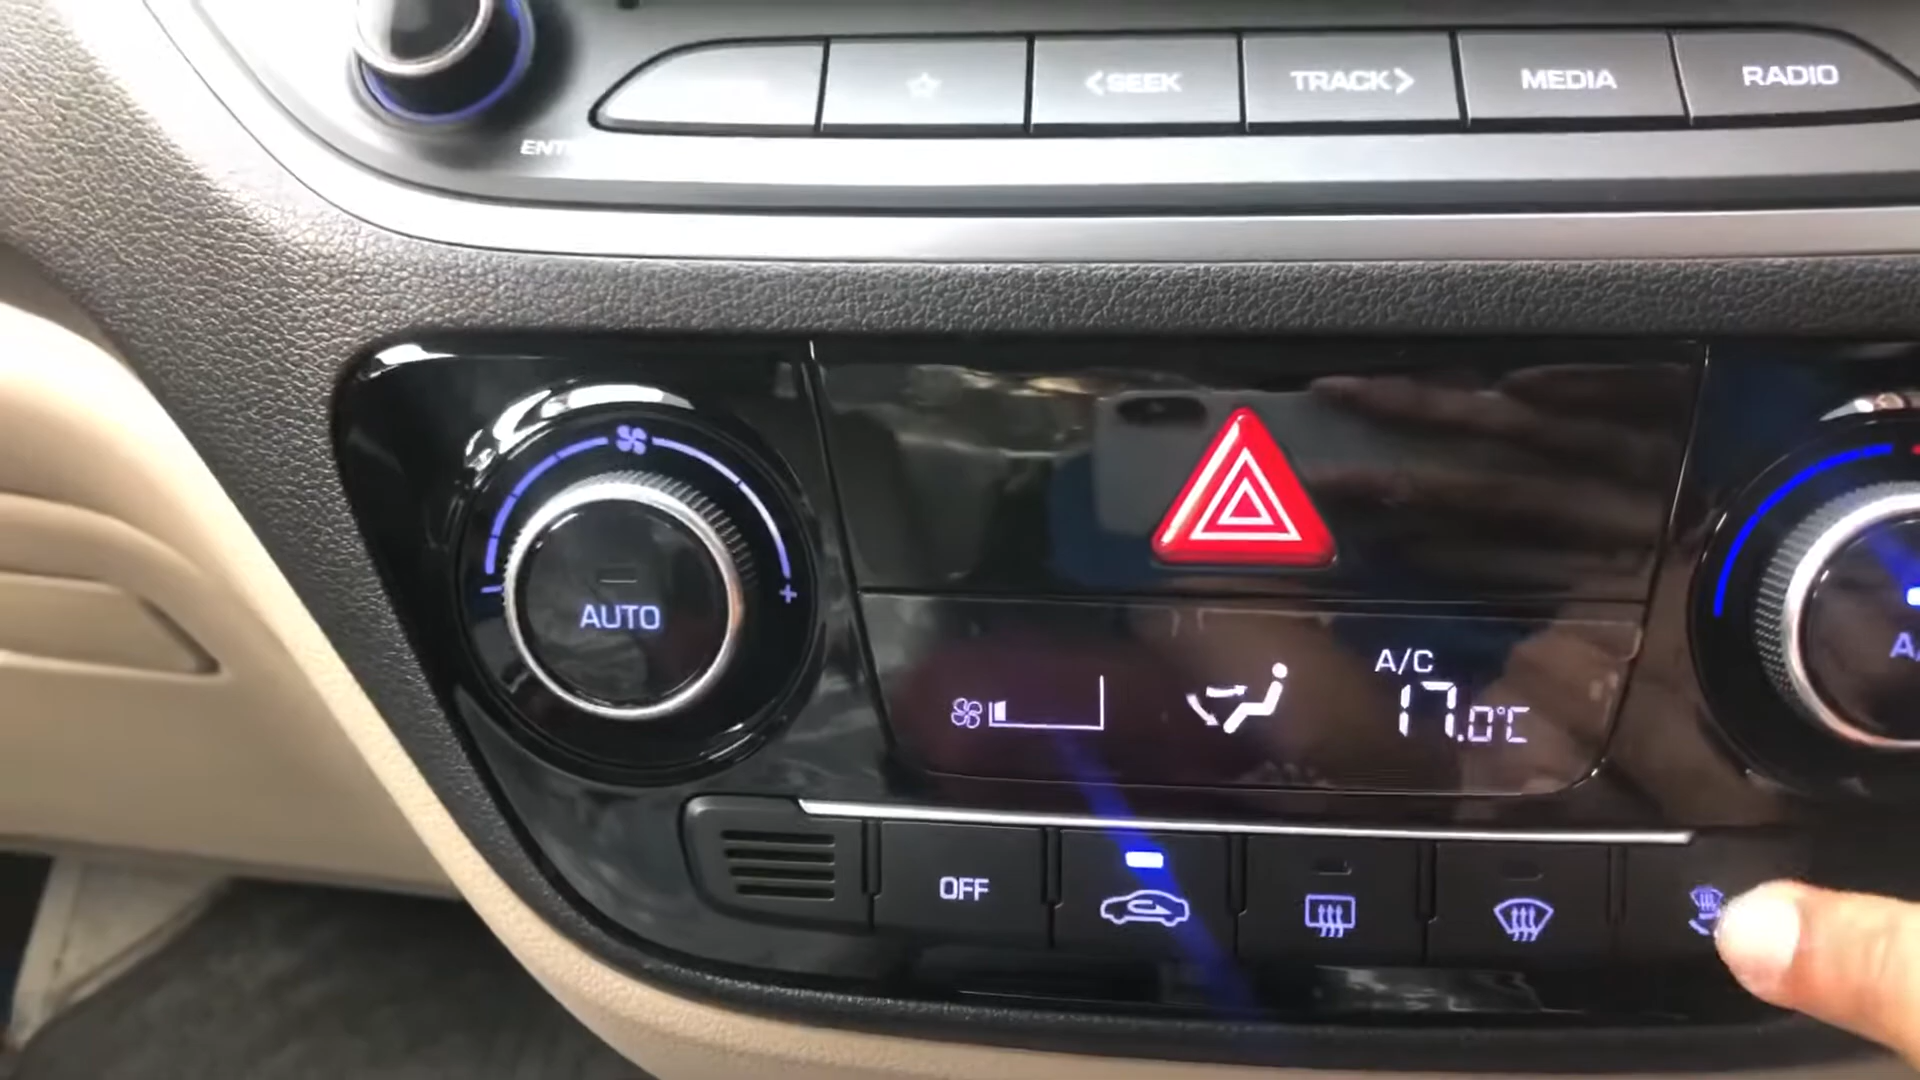 <SEEK
TRACK>
MEDIA
RADIO
AUTO
- +
A/C
17.0°C
OFF